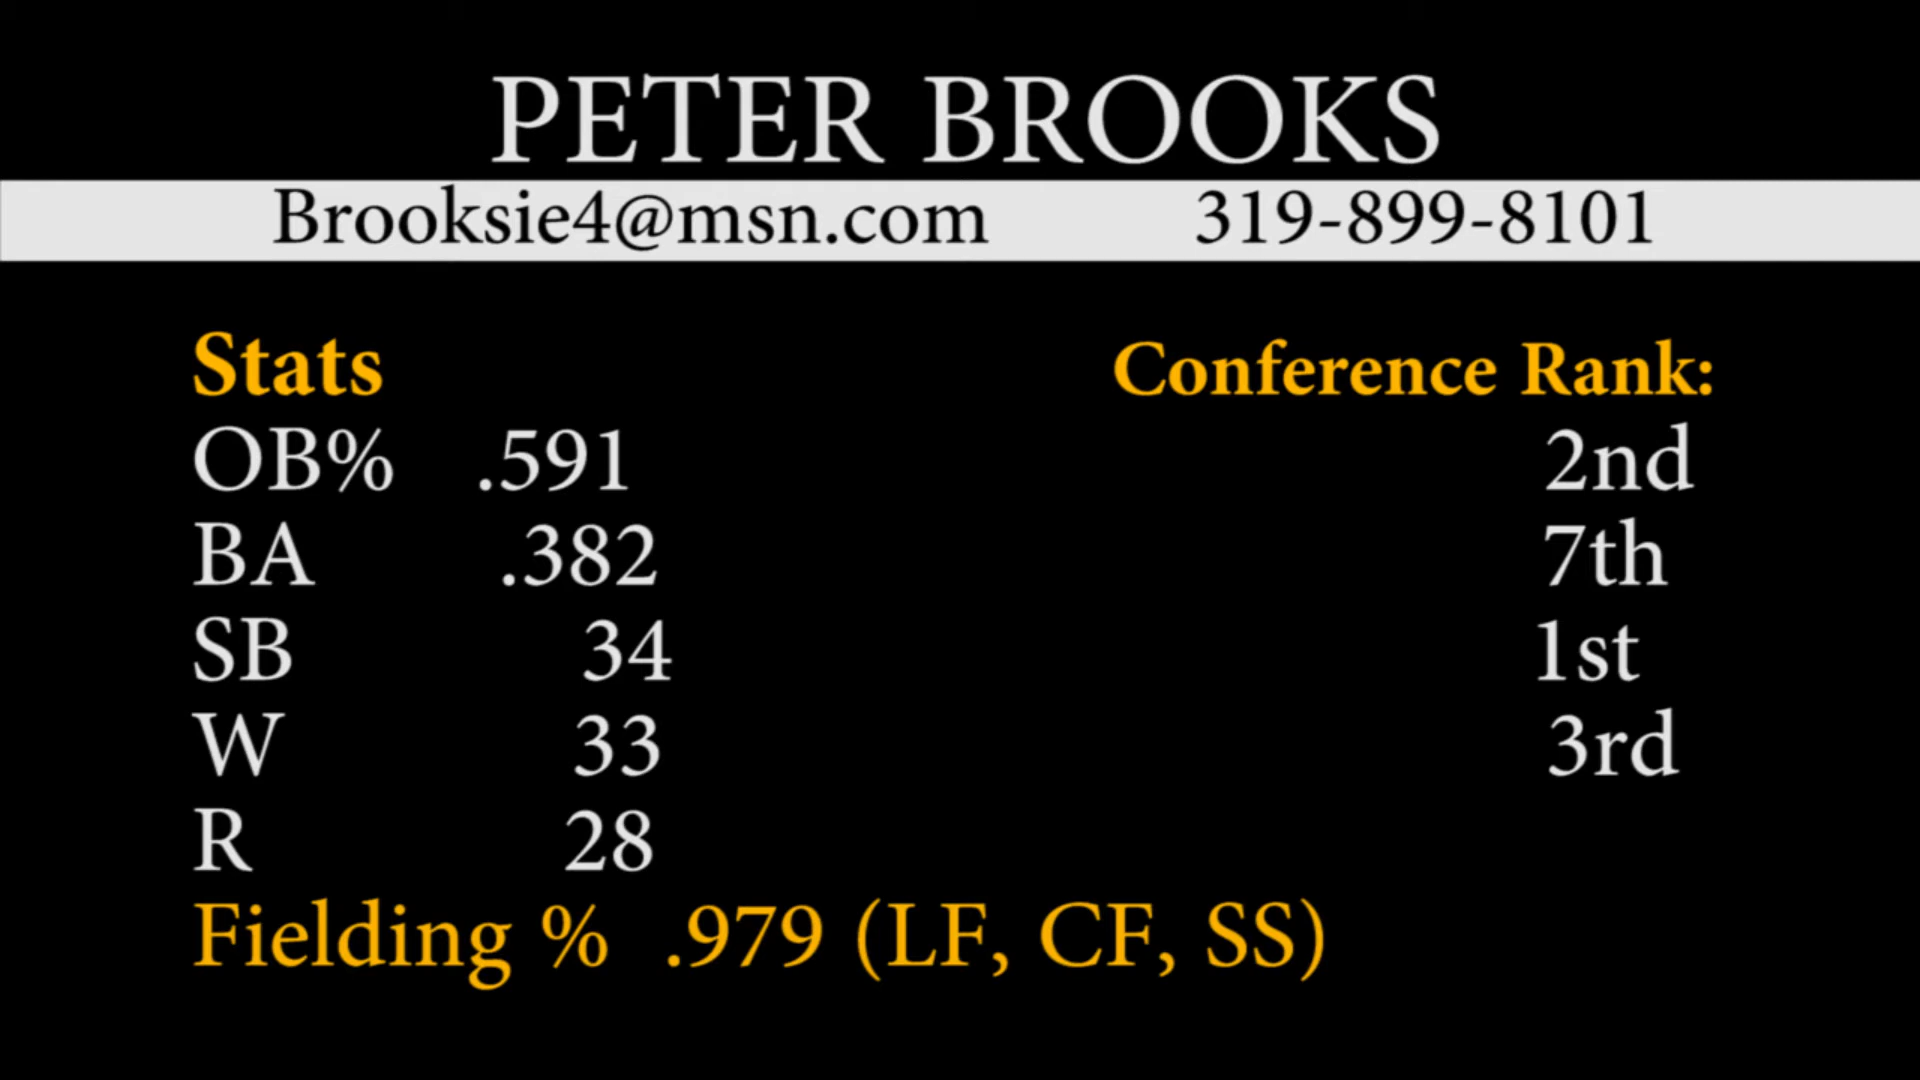 PETER BROOKS
Brooksie4@msn.com 319-899-8101
Stats Conference Rank:
OB% .591 2nd
BA .382 7th
SB 34 1st
W 33 3rd
R 28
Fielding % .979 (LF, CF, SS)